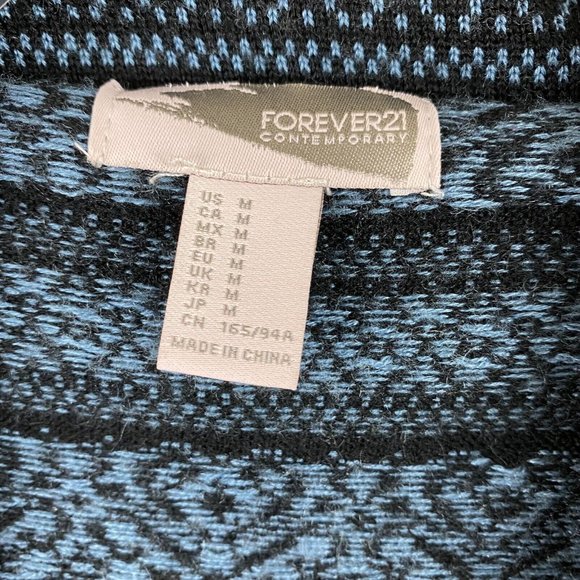 FOREVER21
CONTEMPORARY
US M
CA M
MX M
BR M
EU M
UK M
KR M
JP M
CN 165/94A
MADE IN CHINA